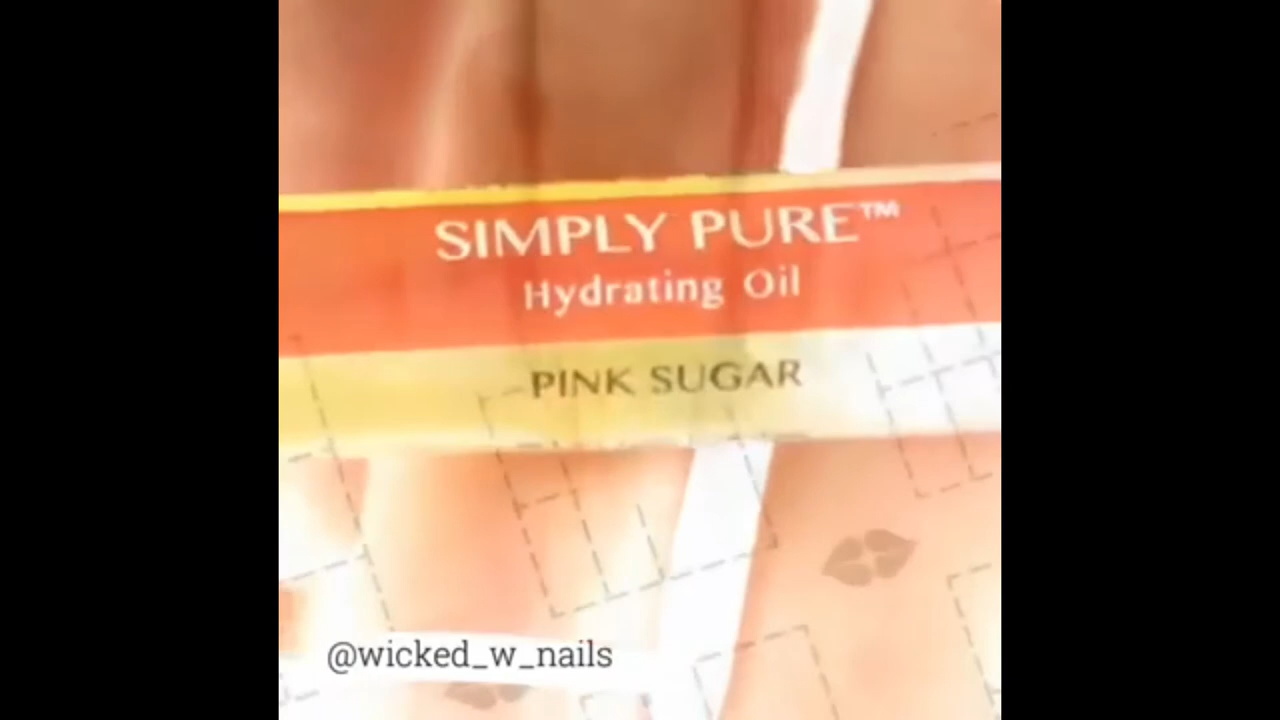 SIMPLY PURE™
Hydrating Oil
PINK SUGAR
@wicked_w_nails